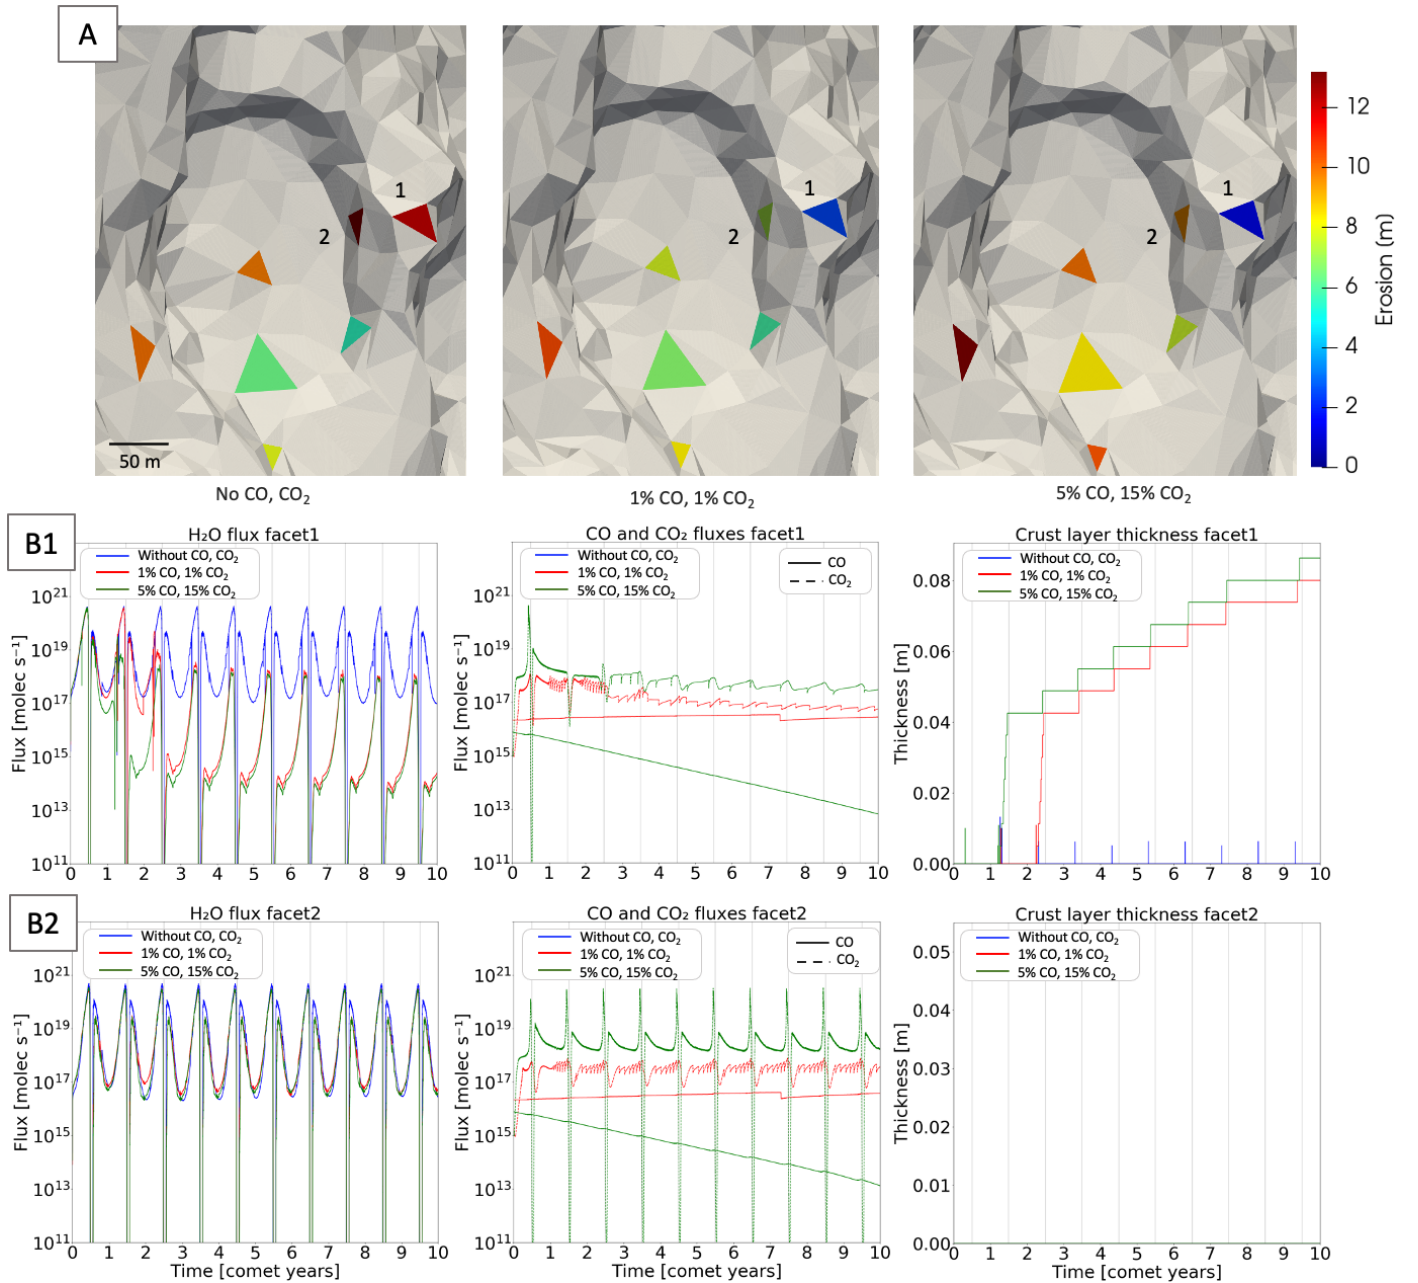 A
1
2
1
2
1
2
50 m
12
10
8
6
4
2
0
Erosion (m)
No CO, CO₂
1% CO, 1% CO₂
5% CO, 15% CO₂
B1
H₂O flux facet1
Without CO, CO₂
1% CO, 1% CO₂
5% CO, 15% CO₂
Flux [molec s⁻¹]
10²¹
10¹⁹
10¹⁷
10¹⁵
10¹³
10¹¹
0 1 2 3 4 5 6 7 8 9 10
CO and CO₂ fluxes facet1
Without CO, CO₂
1% CO, 1% CO₂
5% CO, 15% CO₂
CO
CO₂
Flux [molec s⁻¹]
10²¹
10¹⁹
10¹⁷
10¹⁵
10¹³
10¹¹
0 1 2 3 4 5 6 7 8 9 10
Crust layer thickness facet1
Without CO, CO₂
1% CO, 1% CO₂
5% CO, 15% CO₂
Thickness [m]
0.08
0.06
0.04
0.02
0.00
0 1 2 3 4 5 6 7 8 9 10
B2
H₂O flux facet2
Without CO, CO₂
1% CO, 1% CO₂
5% CO, 15% CO₂
Flux [molec s⁻¹]
10²¹
10¹⁹
10¹⁷
10¹⁵
10¹³
10¹¹
0 1 2 3 4 5 6 7 8 9 10
Time [comet years]
CO and CO₂ fluxes facet2
Without CO, CO₂
1% CO, 1% CO₂
5% CO, 15% CO₂
CO
CO₂
Flux [molec s⁻¹]
10²¹
10¹⁹
10¹⁷
10¹⁵
10¹³
10¹¹
0 1 2 3 4 5 6 7 8 9 10
Time [comet years]
Crust layer thickness facet2
Without CO, CO₂
1% CO, 1% CO₂
5% CO, 15% CO₂
Thickness [m]
0.05
0.04
0.03
0.02
0.01
0.00
0 1 2 3 4 5 6 7 8 9 10
Time [comet years]